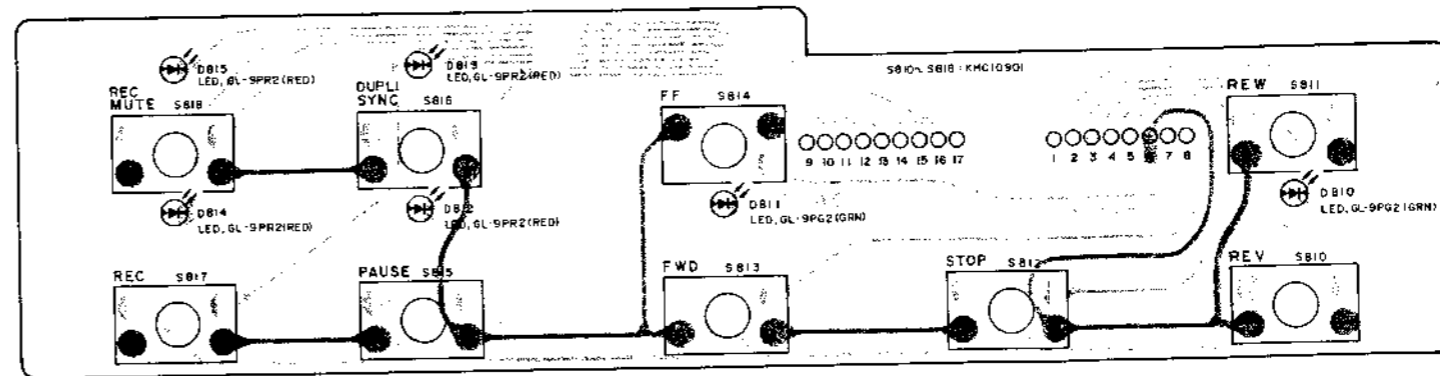 D815
LED, GL-9PR2(RED)
D813
LED, GL-9PR2(RED)
S810~S818 : KMC10901
REC
MUTE S818
DUPLI
SYNC S816
FF S814
REW S811
9 10 11 12 13 14 15 16 17
1 2 3 4 5 6 7 8
D814
LED, GL-9PR2(RED)
D812
LED, GL-9PR2(RED)
D811
LED, GL-9PG2(GRN)
D810
LED, GL-9PG2(GRN)
REC S817
PAUSE S815
FWD S813
STOP S812
REV S810